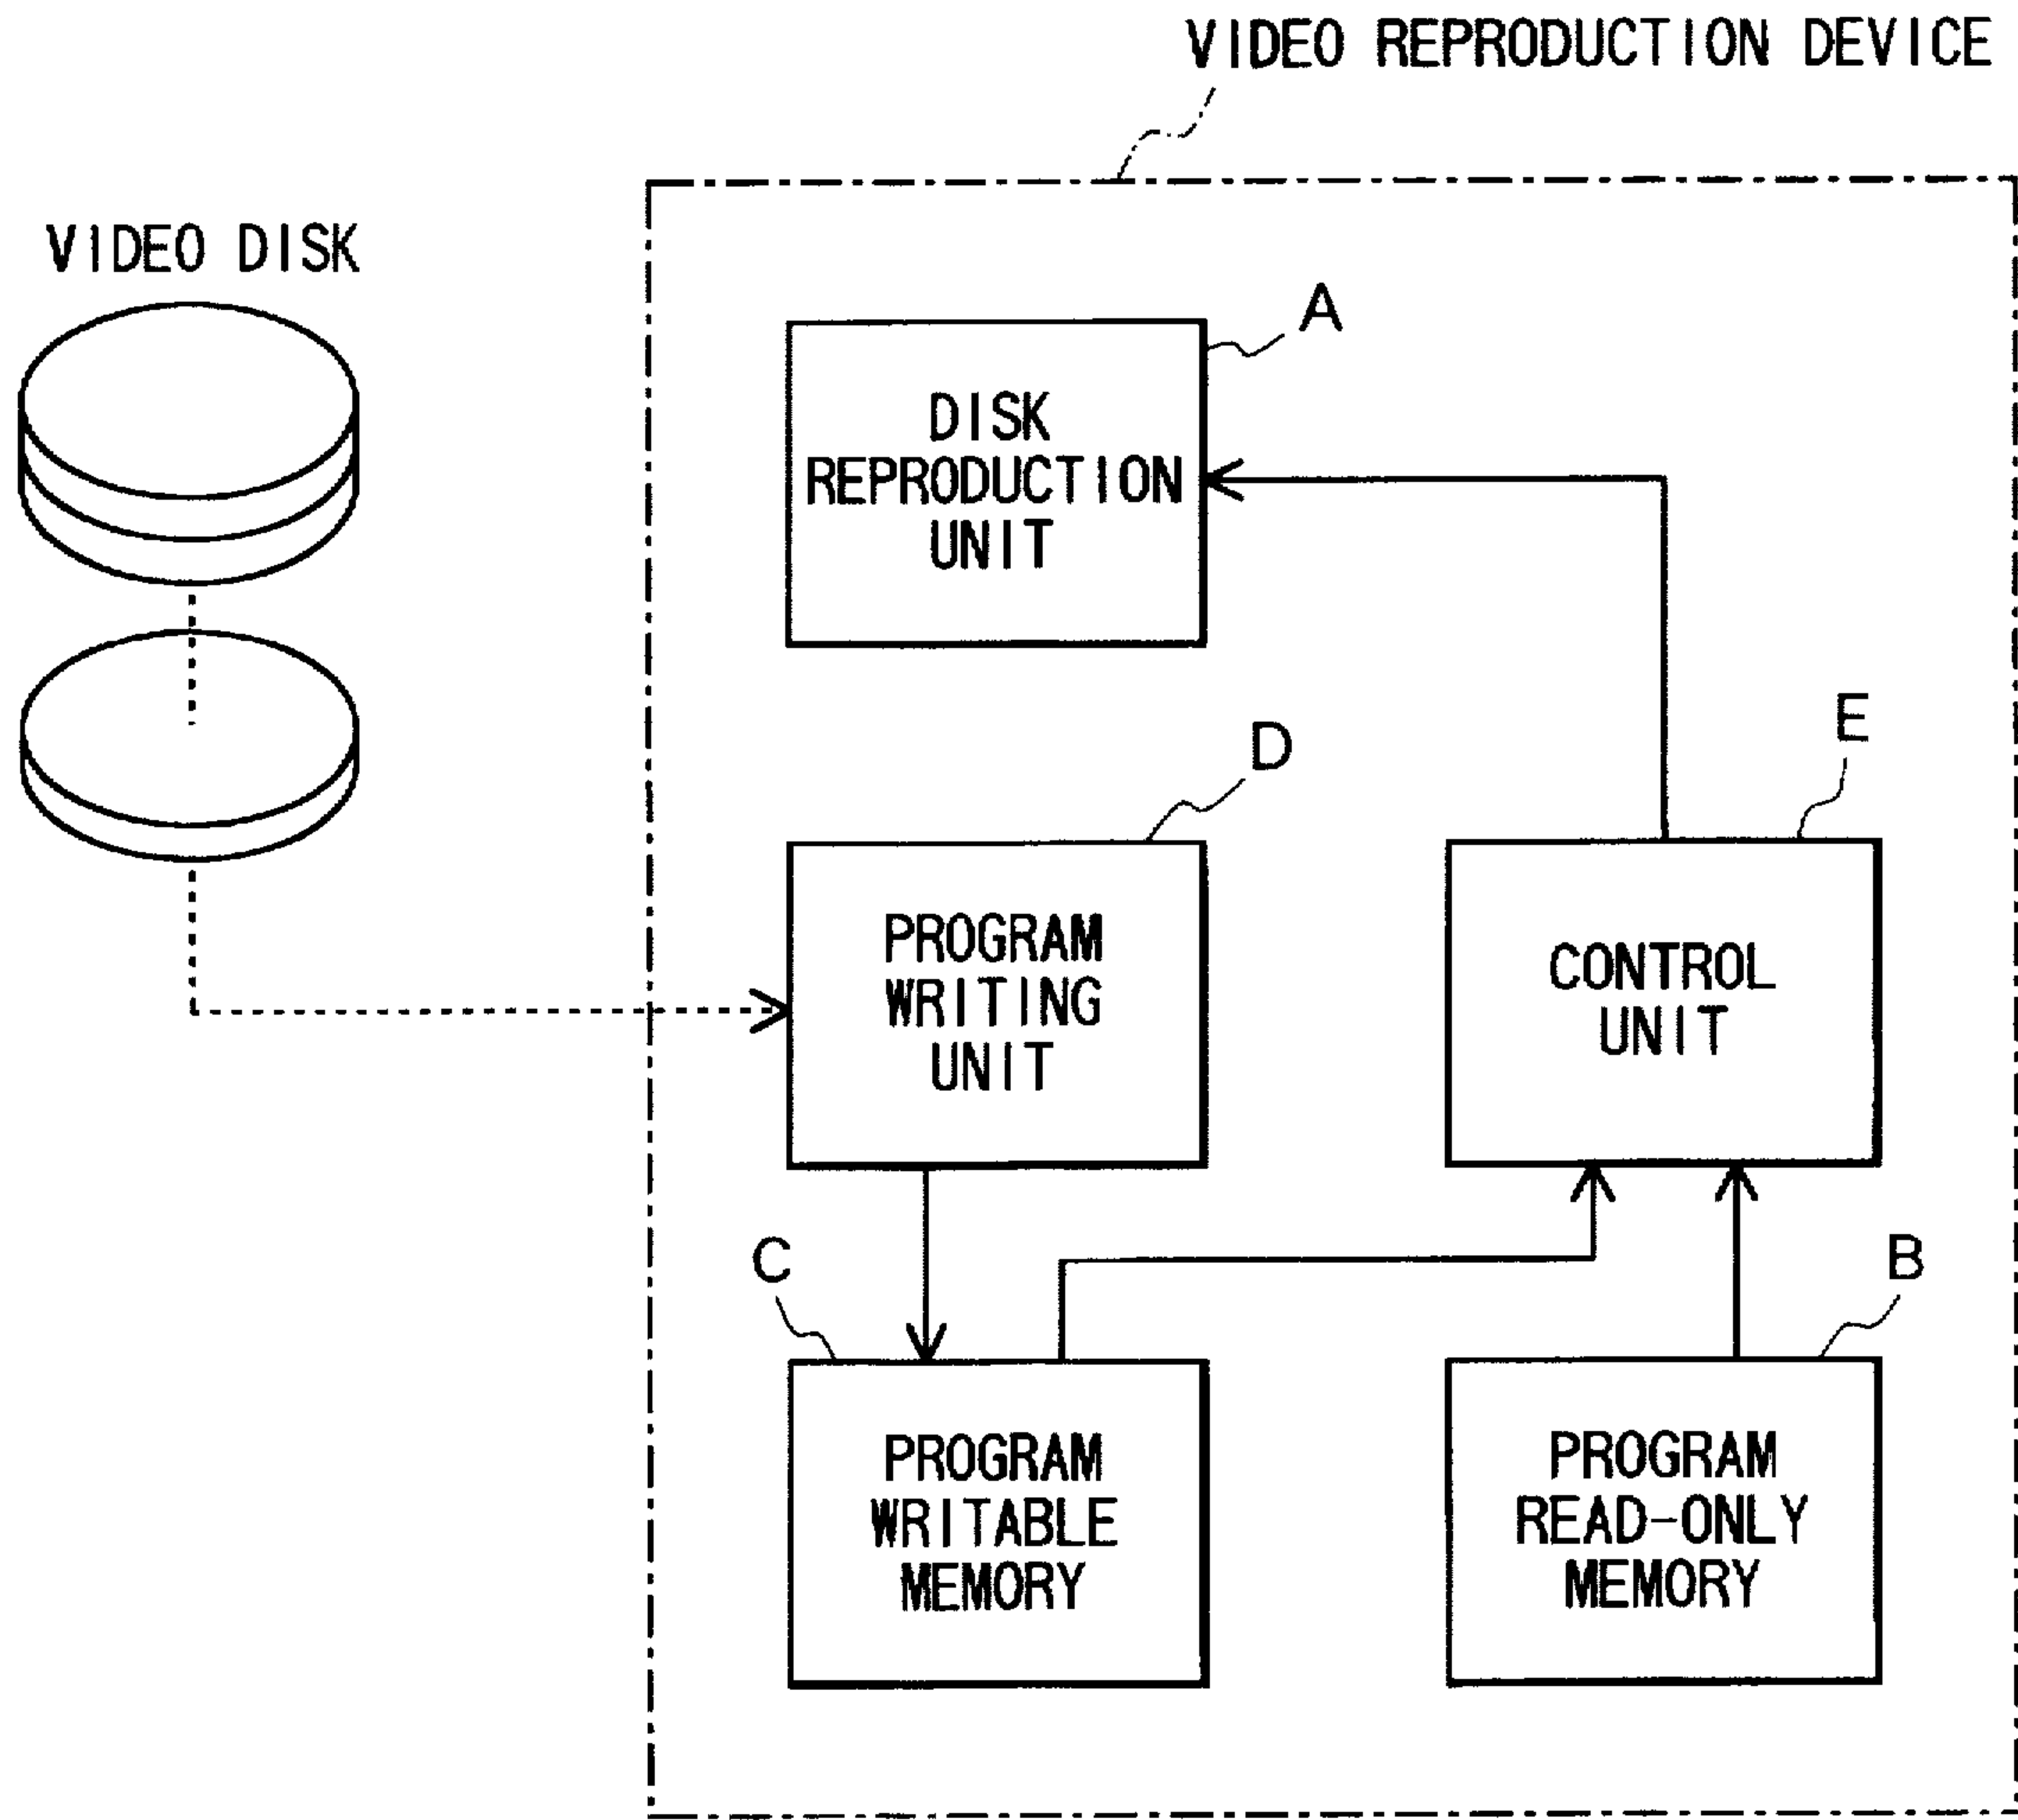 VIDEO REPRODUCTION DEVICE
VIDEO DISK
A
DISK
REPRODUCTION
UNIT
D
E
PROGRAM
WRITING
UNIT
CONTROL
UNIT
C
B
PROGRAM
WRITABLE
MEMORY
PROGRAM
READ-ONLY
MEMORY